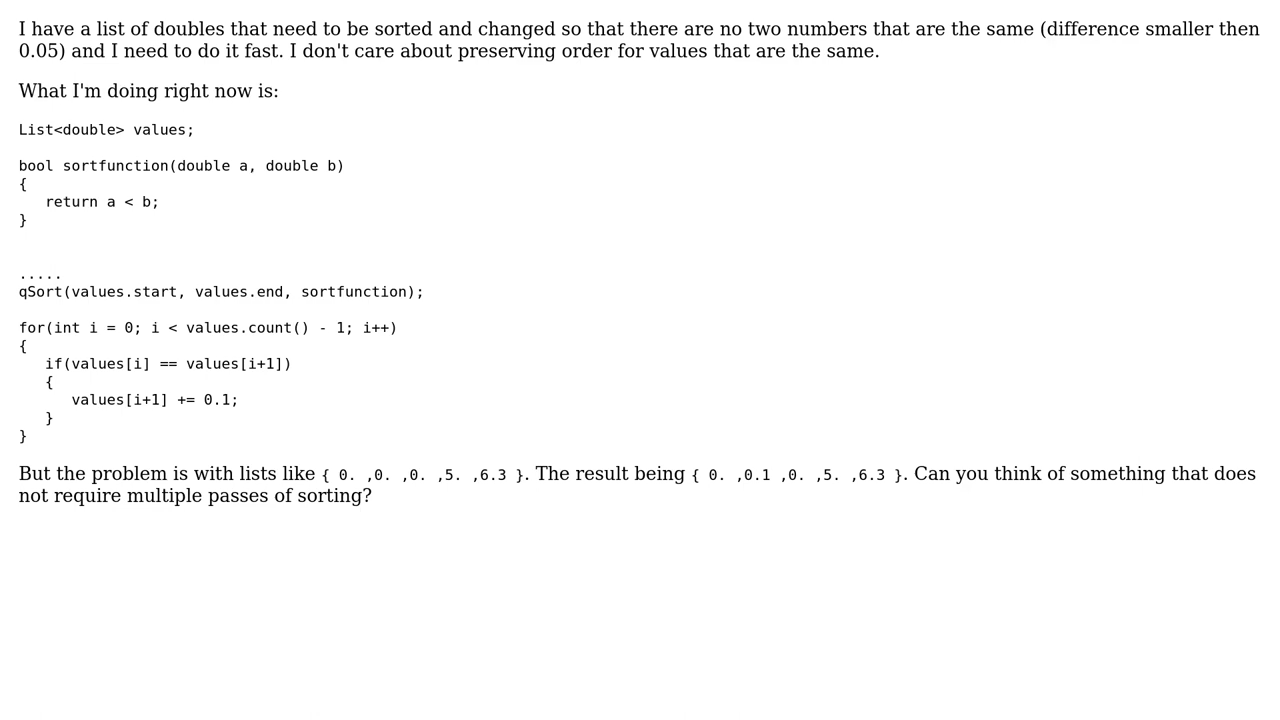 I have a list of doubles that need to be sorted and changed so that there are no two numbers that are the same (difference smaller then
0.05) and I need to do it fast. I don't care about preserving order for values that are the same.
What I'm doing right now is:
List<double> values;
bool sortfunction(double a, double b)
{
   return a < b;
}
.....
qSort(values.start, values.end, sortfunction);
for(int i = 0; i < values.count() - 1; i++)
{
   if(values[i] == values[i+1])
   {
      values[i+1] += 0.1;
   }
}
But the problem is with lists like { 0. ,0. ,0. ,5. ,6.3 }. The result being { 0. ,0.1 ,0. ,5. ,6.3 }. Can you think of something that does
not require multiple passes of sorting?